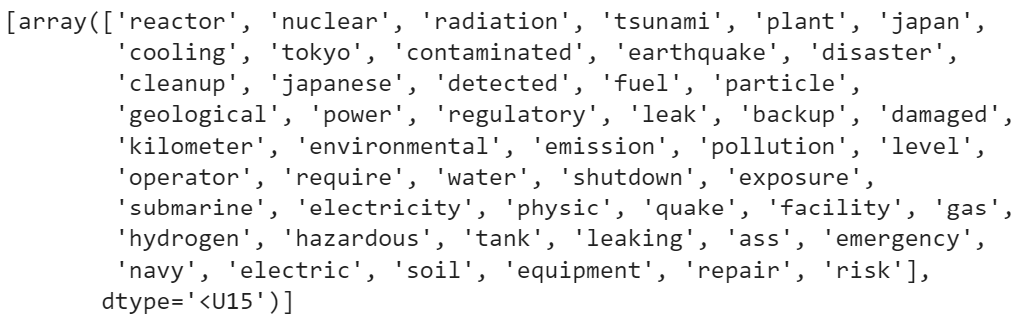 [array(['reactor', 'nuclear', 'radiation', 'tsunami', 'plant', 'japan',
'cooling', 'tokyo', 'contaminated', 'earthquake', 'disaster',
'cleanup', 'japanese', 'detected', 'fuel', 'particle',
'geological', 'power', 'regulatory', 'leak', 'backup', 'damaged',
'kilometer', 'environmental', 'emission', 'pollution', 'level',
'operator', 'require', 'water', 'shutdown', 'exposure',
'submarine', 'electricity', 'physic', 'quake', 'facility', 'gas',
'hydrogen', 'hazardous', 'tank', 'leaking', 'ass', 'emergency',
'navy', 'electric', 'soil', 'equipment', 'repair', 'risk'],
dtype='<U15')]